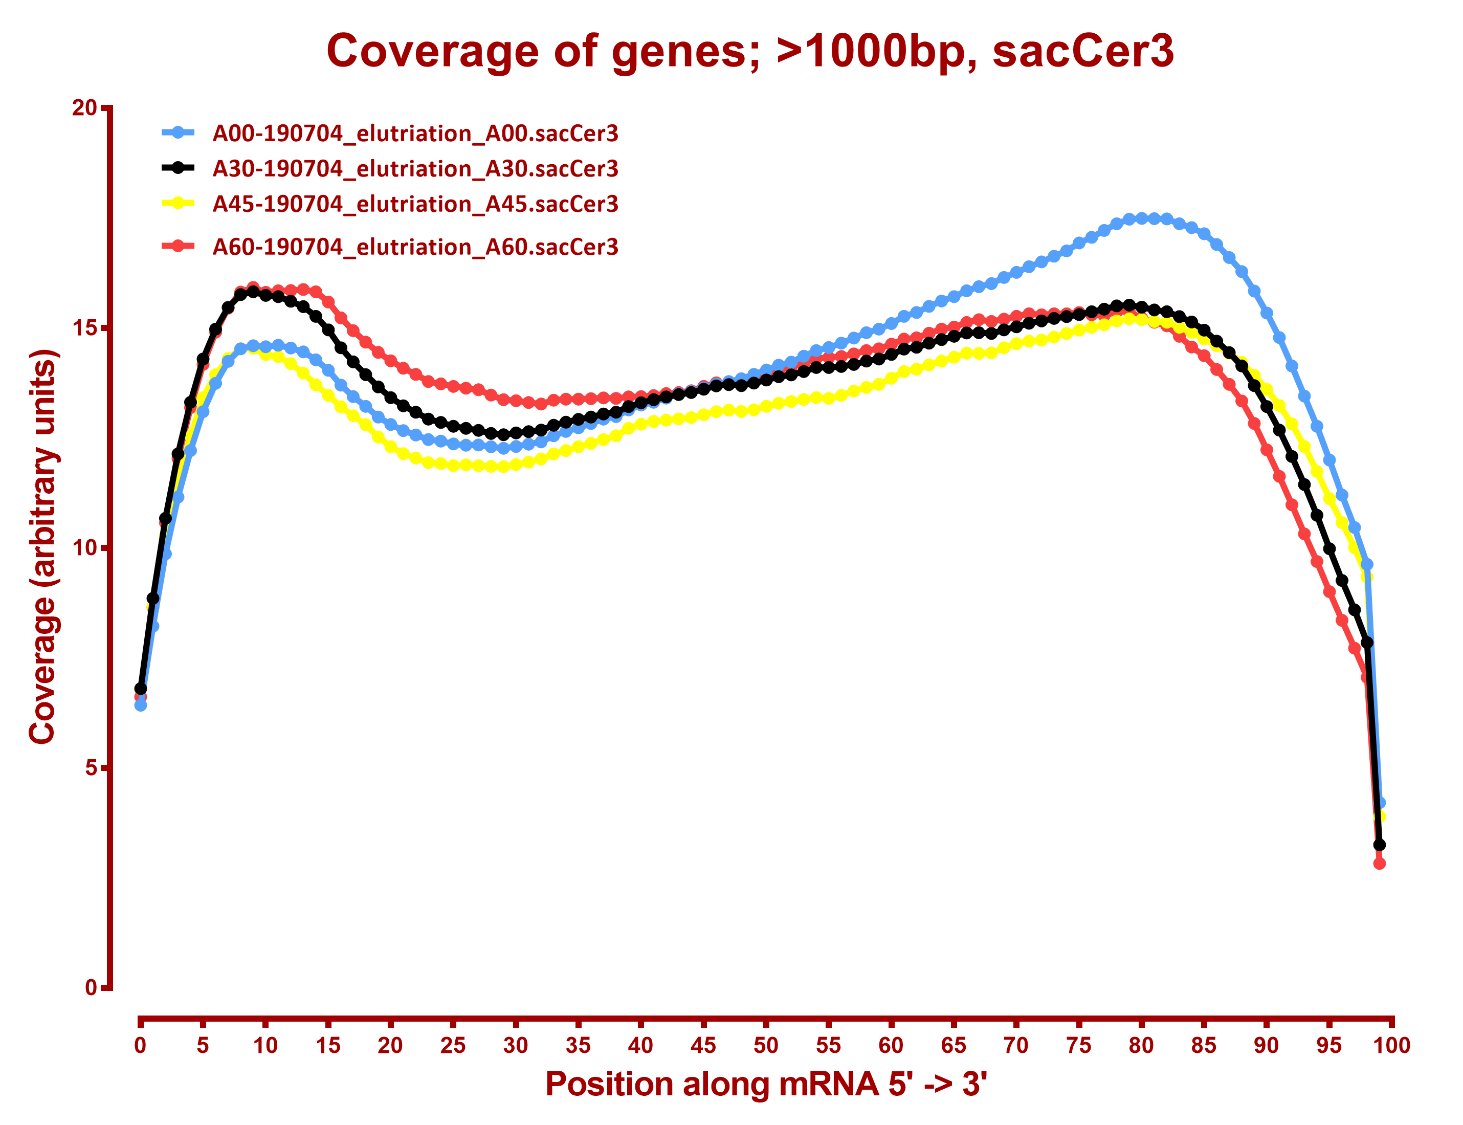 Coverage of genes; >1000bp, sacCer3
20
A00-190704_elutriation_A00.sacCer3
A30-190704_elutriation_A30.sacCer3
A45-190704_elutriation_A45.sacCer3
A60-190704_elutriation_A60.sacCer3
15
10
5
0
Coverage (arbitrary units)
0 5 10 15 20 25 30 35 40 45 50 55 60 65 70 75 80 85 90 95 100
Position along mRNA 5' -> 3'